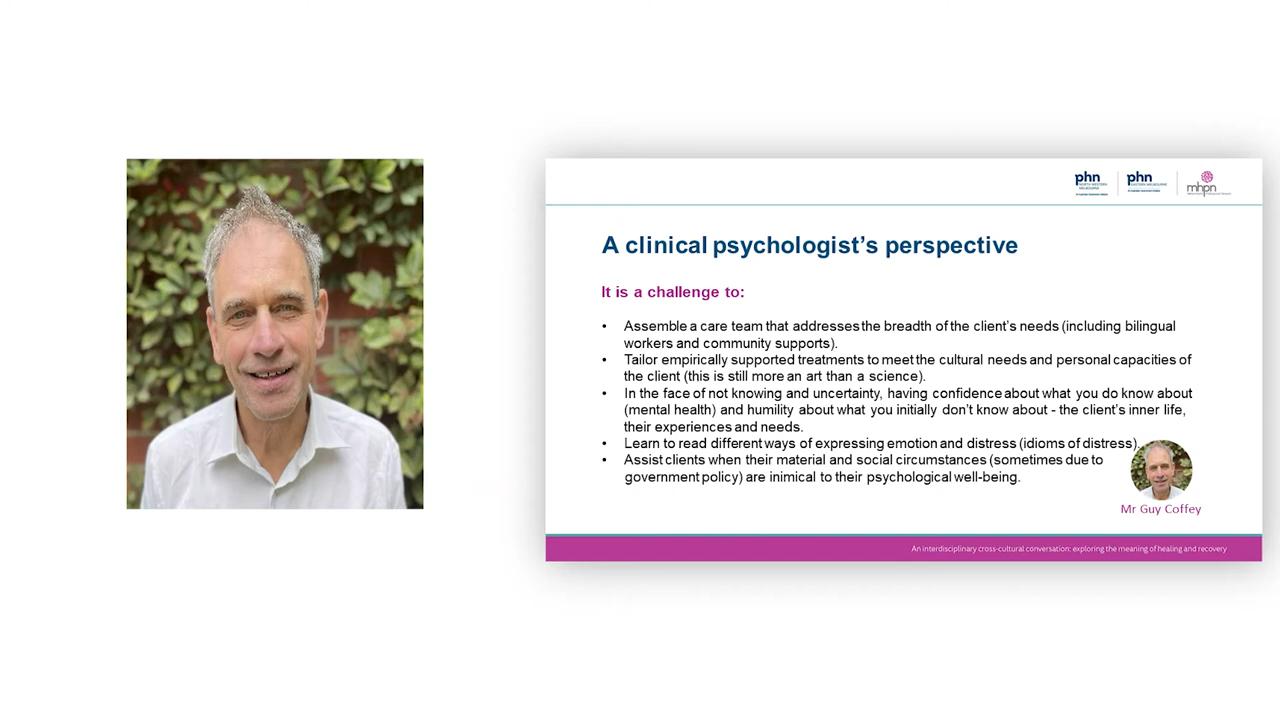 phn
NORTH WESTERN
MELBOURNE
phn
EASTERN MELBOURNE
mhpn
A clinical psychologist's perspective
It is a challenge to:
• Assemble a care team that addresses the breadth of the client's needs (including bilingual
workers and community supports).
• Tailor empirically supported treatments to meet the cultural needs and personal capacities of
the client (this is still more an art than a science).
• In the face of not knowing and uncertainty, having confidence about what you do know about
(mental health) and humility about what you initially don't know about - the client's inner life,
their experiences and needs.
• Learn to read different ways of expressing emotion and distress (idioms of distress).
• Assist clients when their material and social circumstances (sometimes due to
government policy) are inimical to their psychological well-being.
Mr Guy Coffey
An interdisciplinary cross-cultural conversation: exploring the meaning of healing and recovery